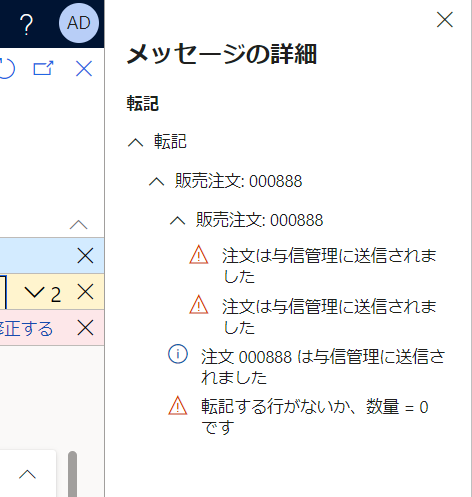 ?
AD
メッセージの詳細
転記
転記
販売注文: 000888
販売注文: 000888
注文は与信管理に送信されま
した
注文は与信管理に送信されま
した
注文 000888 は与信管理に送信さ
れました
転記する行がないか、数量 = 0
です
2
修正する